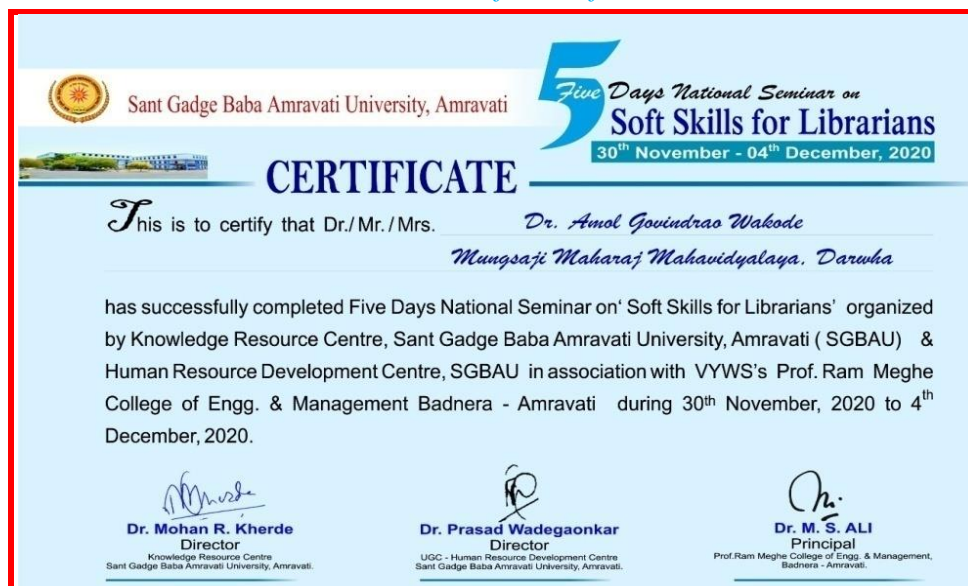 Sant Gadge Baba Amravati University, Amravati
5 Five Days National Seminar on
Soft Skills for Librarians
30th November - 04th December, 2020
CERTIFICATE
This is to certify that Dr./ Mr. / Mrs. Dr. Amol Govindrao Wakode
Mungsaji Maharaj Mahavidyalaya, Darwha
has successfully completed Five Days National Seminar on‘ Soft Skills for Librarians’ organized
by Knowledge Resource Centre, Sant Gadge Baba Amravati University, Amravati ( SGBAU) &
Human Resource Development Centre, SGBAU in association with VYWS’s Prof. Ram Meghe
College of Engg. & Management Badnera - Amravati during 30th November, 2020 to 4th
December, 2020.
Dr. Mohan R. Kherde
Director
Knowledge Resource Centre
Sant Gadge Baba Amravati University, Amravati.
Dr. Prasad Wadegaonkar
Director
UGC - Human Resource Development Centre
Sant Gadge Baba Amravati University, Amravati.
Dr. M. S. ALI
Principal
Prof.Ram Meghe College of Engg. & Management,
Badnera - Amravati.